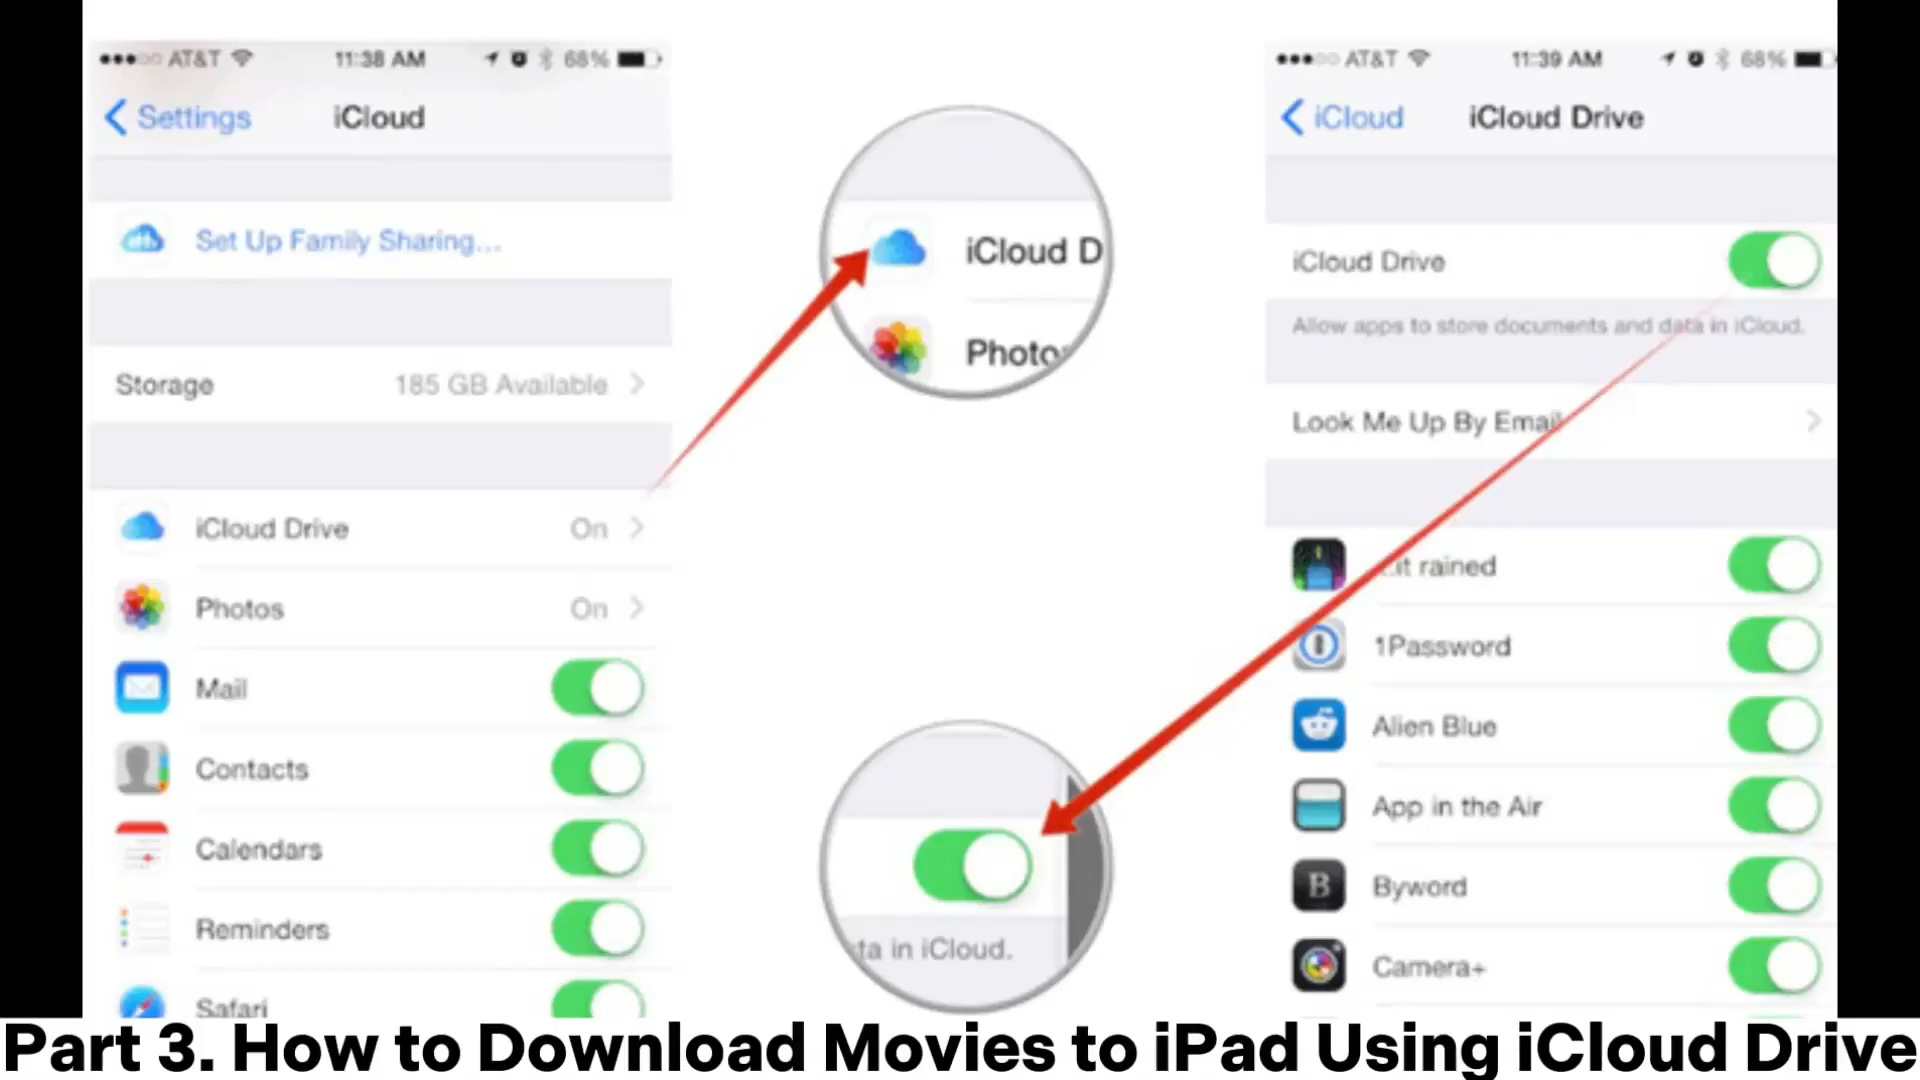 AT&T 11:38 AM 68%
Settings iCloud
Set Up Family Sharing...
Storage 185 GB Available
iCloud Drive On
Photos On
Mail
Contacts
Calendars
Reminders
Safari
iCloud D
Photo
ta in iCloud.
AT&T 11:39 AM 68%
iCloud iCloud Drive
iCloud Drive
Allow apps to store documents and data in iCloud.
Look Me Up By Email
...it rained
1Password
Alien Blue
App in the Air
B Byword
Camera+
Part 3. How to Download Movies to iPad Using iCloud Drive